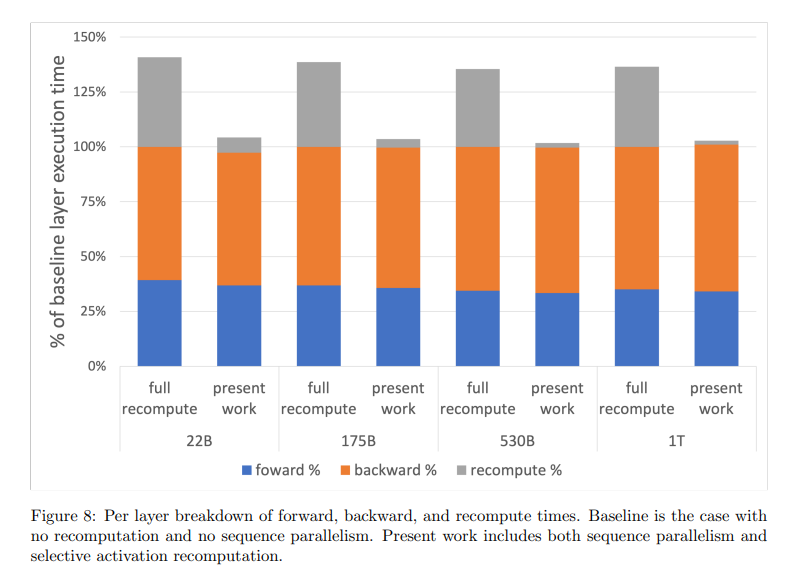 150%
125%
100%
75%
50%
25%
0%
% of baseline layer execution time
full recompute
present work
full recompute
present work
full recompute
present work
full recompute
present work
22B
175B
530B
1T
foward %
backward %
recompute %
Figure 8: Per layer breakdown of forward, backward, and recompute times. Baseline is the case with
no recomputation and no sequence parallelism. Present work includes both sequence parallelism and
selective activation recomputation.